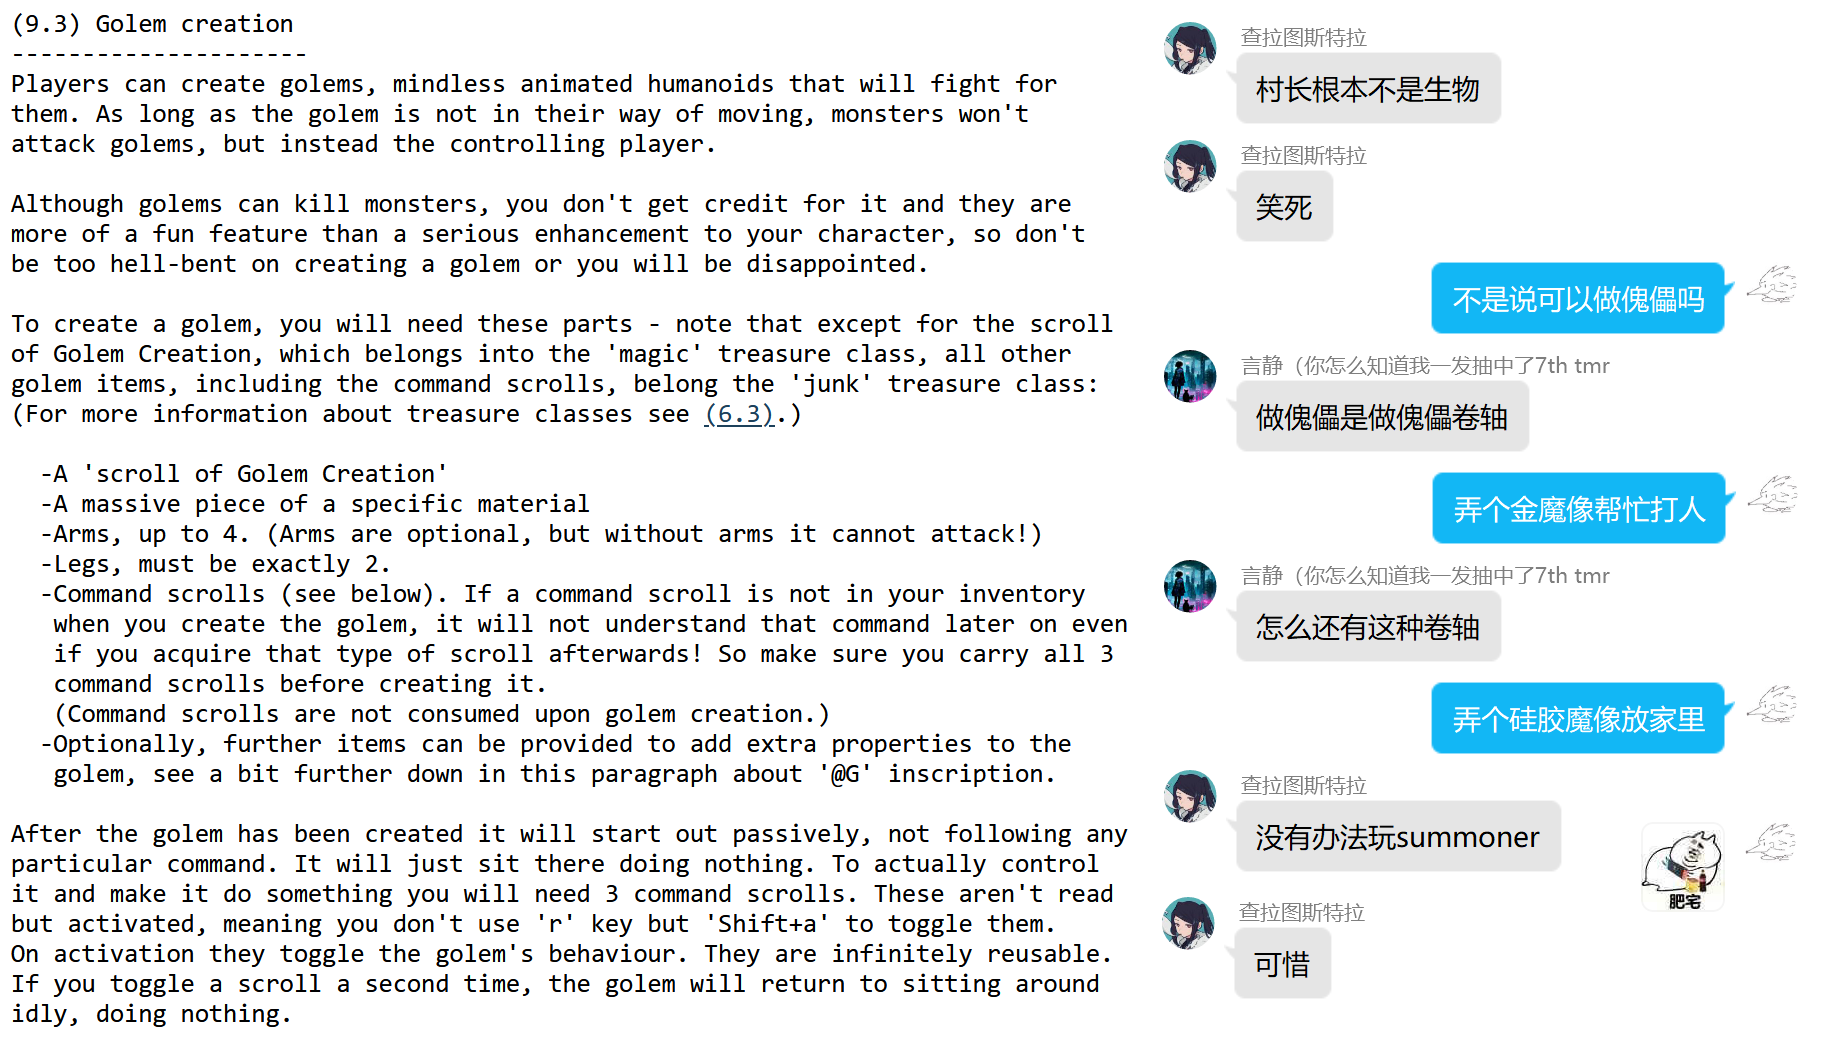 (9.3) Golem creation
---------------------
Players can create golems, mindless animated humanoids that will fight for
them. As long as the golem is not in their way of moving, monsters won't
attack golems, but instead the controlling player.
Although golems can kill monsters, you don't get credit for it and they are
more of a fun feature than a serious enhancement to your character, so don't
be too hell-bent on creating a golem or you will be disappointed.
To create a golem, you will need these parts - note that except for the scroll
of Golem Creation, which belongs into the 'magic' treasure class, all other
golem items, including the command scrolls, belong the 'junk' treasure class:
(For more information about treasure classes see (6.3).)
-A 'scroll of Golem Creation'
-A massive piece of a specific material
-Arms, up to 4. (Arms are optional, but without arms it cannot attack!)
-Legs, must be exactly 2.
-Command scrolls (see below). If a command scroll is not in your inventory
when you create the golem, it will not understand that command later on even
if you acquire that type of scroll afterwards! So make sure you carry all 3
command scrolls before creating it.
(Command scrolls are not consumed upon golem creation.)
-Optionally, further items can be provided to add extra properties to the
golem, see a bit further down in this paragraph about '@G' inscription.
After the golem has been created it will start out passively, not following any
particular command. It will just sit there doing nothing. To actually control
it and make it do something you will need 3 command scrolls. These aren't read
but activated, meaning you don't use 'r' key but 'Shift+a' to toggle them.
On activation they toggle the golem's behaviour. They are infinitely reusable.
If you toggle a scroll a second time, the golem will return to sitting around
idly, doing nothing.
查拉图斯特拉
村长根本不是生物
查拉图斯特拉
笑死
不是说可以做傀儡吗
言静（你怎么知道我一发抽中了7th tmr
做傀儡是做傀儡卷轴
弄个金魔像帮忙打人
言静（你怎么知道我一发抽中了7th tmr
怎么还有这种卷轴
弄个硅胶魔像放家里
查拉图斯特拉
没有办法玩summoner
肥宅
查拉图斯特拉
可惜